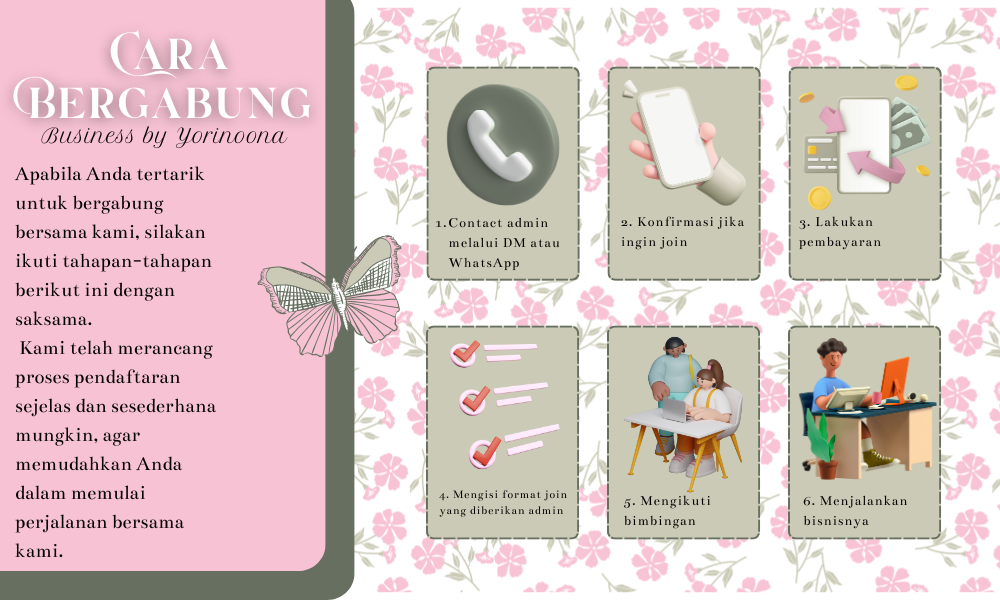 CARA
BERGABUNG
Business by Yorinoona
Apabila Anda tertarik
untuk bergabung
bersama kami, silakan
ikuti tahapan-tahapan
berikut ini dengan
saksama.
Kami telah merancang
proses pendaftaran
sejelas dan sesederhana
mungkin, agar
memudahkan Anda
dalam memulai
perjalanan bersama
kami.
1.Contact admin
melalui DM atau
WhatsApp
2. Konfirmasi jika
ingin join
3. Lakukan
pembayaran
4. Mengisi format join
yang diberikan admin
5. Mengikuti
bimbingan
6. Menjalankan
bisnisnya